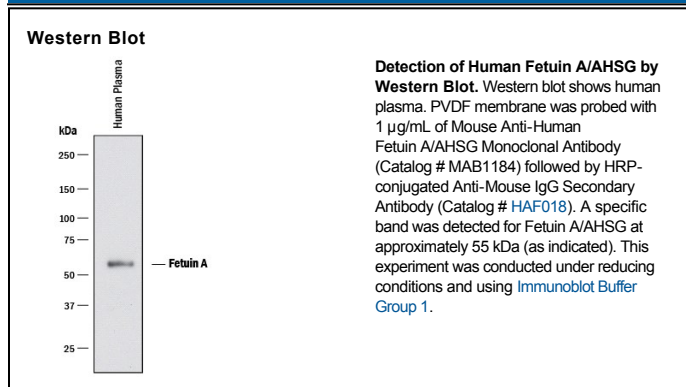 Western Blot
Human Plasma
kDa
250
150
100
75
50
37
25
Fetuin A
Detection of Human Fetuin A/AHSG by
Western Blot. Western blot shows human
plasma. PVDF membrane was probed with
1 µg/mL of Mouse Anti-Human
Fetuin A/AHSG Monoclonal Antibody
(Catalog # MAB1184) followed by HRP-
conjugated Anti-Mouse IgG Secondary
Antibody (Catalog # HAF018). A specific
band was detected for Fetuin A/AHSG at
approximately 55 kDa (as indicated). This
experiment was conducted under reducing
conditions and using Immunoblot Buffer
Group 1.